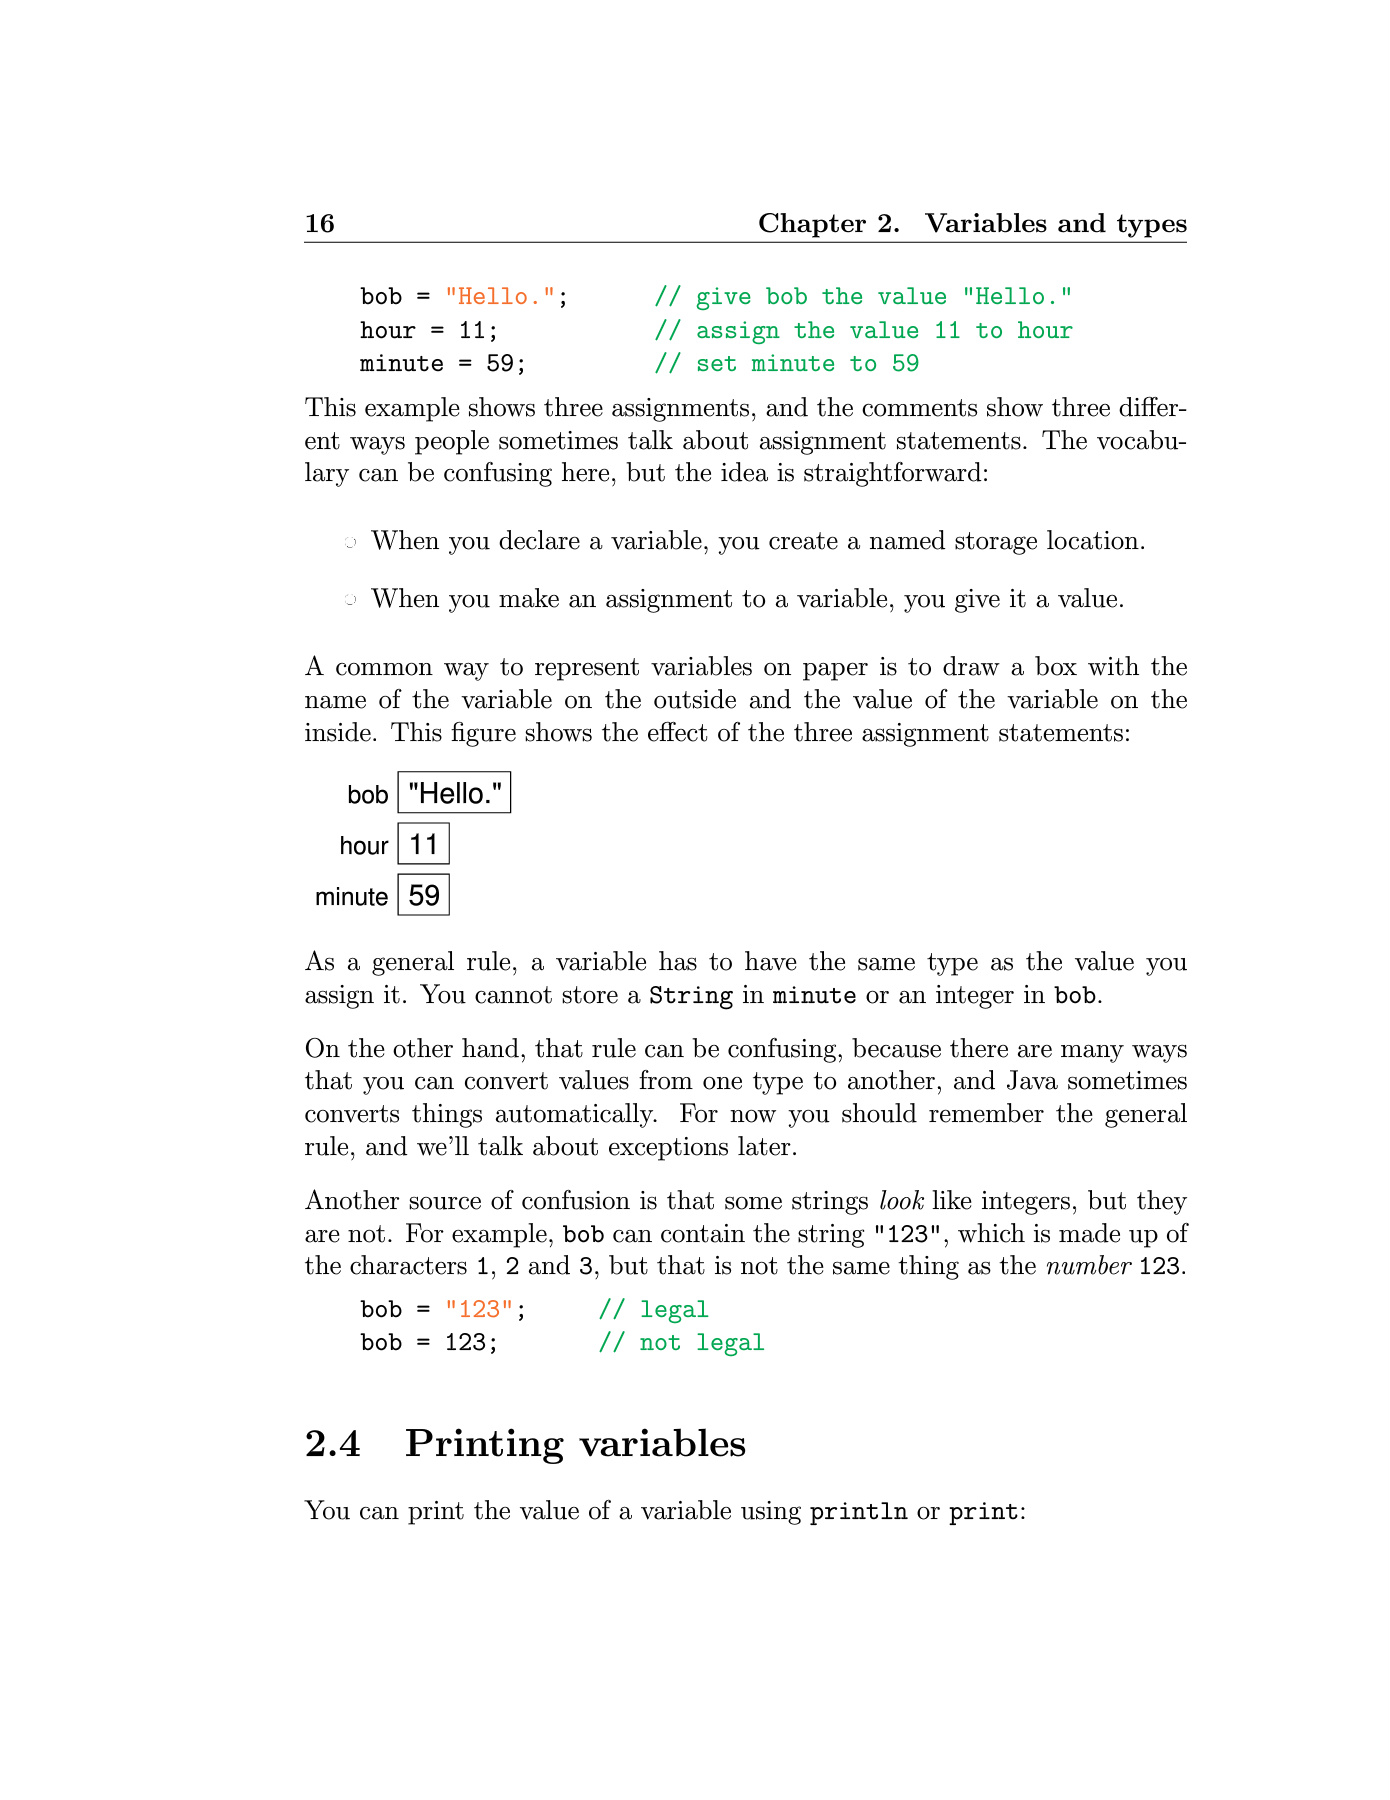 16 Chapter 2. Variables and types
bob = "Hello."; // give bob the value "Hello."
hour = 11; // assign the value 11 to hour
minute = 59; // set minute to 59
This example shows three assignments, and the comments show three differ-
ent ways people sometimes talk about assignment statements. The vocabu-
lary can be confusing here, but the idea is straightforward:
◦ When you declare a variable, you create a named storage location.
◦ When you make an assignment to a variable, you give it a value.
A common way to represent variables on paper is to draw a box with the
name of the variable on the outside and the value of the variable on the
inside. This figure shows the effect of the three assignment statements:
bob "Hello."
hour 11
minute 59
As a general rule, a variable has to have the same type as the value you
assign it. You cannot store a String in minute or an integer in bob.
On the other hand, that rule can be confusing, because there are many ways
that you can convert values from one type to another, and Java sometimes
converts things automatically. For now you should remember the general
rule, and we'll talk about exceptions later.
Another source of confusion is that some strings look like integers, but they
are not. For example, bob can contain the string "123", which is made up of
the characters 1, 2 and 3, but that is not the same thing as the number 123.
bob = "123"; // legal
bob = 123; // not legal
2.4 Printing variables
You can print the value of a variable using println or print: